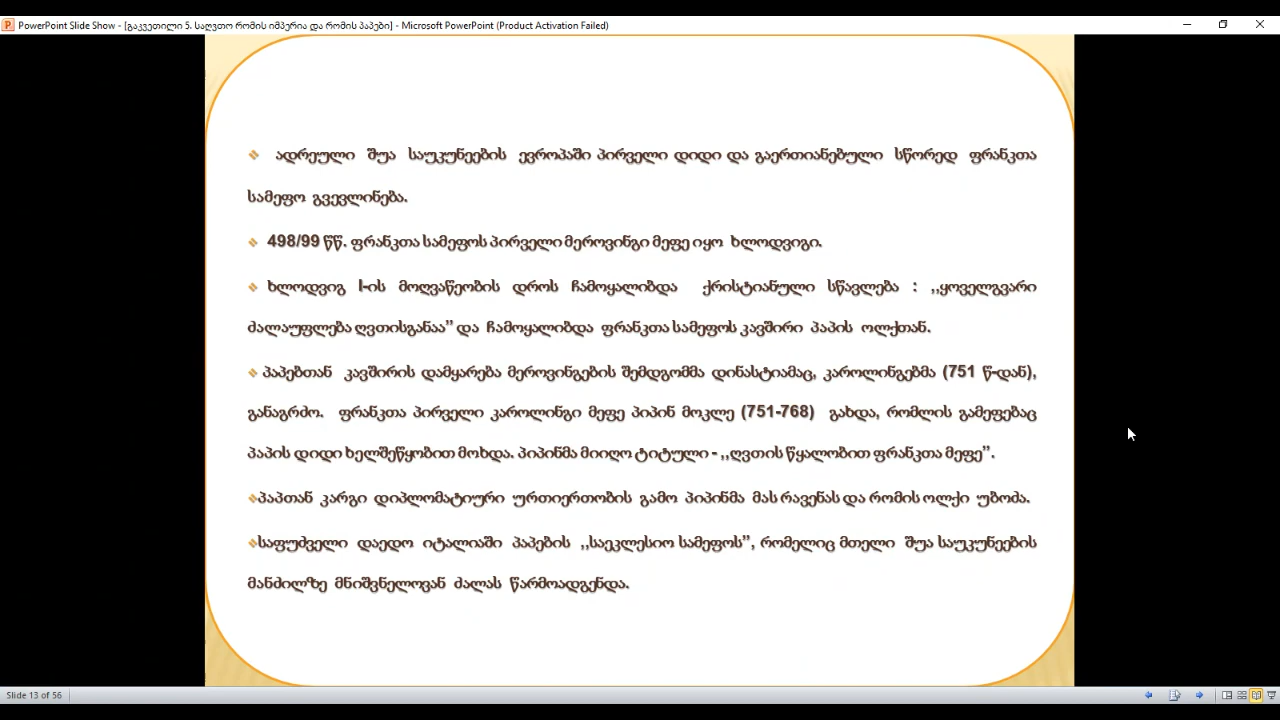 PowerPoint Slide Show - [გაკვეთილი 5. საღვთო რომის იმპერია და რომის პაპები] - Microsoft PowerPoint (Product Activation Failed)
ადრეული შუა საუკუნეების ევროპაში პირველი დიდი და გაერთიანებული სწორედ ფრანკთა
სამეფო გვევლინება.
498/99 წწ. ფრანკთა სამეფოს პირველი მეროვინგი მეფე იყო ხლოდვიგი.
ხლოდვიგ I-ის მოღვაწეობის დროს ჩამოყალიბდა ქრისტიანული სწავლება : ,,ყოველგვარი
ძალაუფლება ღვთისგანაა” და ჩამოყალიბდა ფრანკთა სამეფოს კავშირი პაპის ოლქთან.
პაპებთან კავშირის დამყარება მეროვინგების შემდგომმა დინასტიამაც, კაროლინგებმა (751 წ-დან),
განაგრძო. ფრანკთა პირველი კაროლინგი მეფე პიპინ მოკლე (751-768) გახდა, რომლის გამეფებაც
პაპის დიდი ხელშეწყობით მოხდა. პიპინმა მიიღო ტიტული - ,,ღვთის წყალობით ფრანკთა მეფე”.
პაპთან კარგი დიპლომატიური ურთიერთობის გამო პიპინმა მას რავენას და რომის ოლქი უბოძა.
საფუძველი დაედო იტალიაში პაპების ,,საეკლესიო სამეფოს”, რომელიც მთელი შუა საუკუნეების
მანძილზე მნიშვნელოვან ძალას წარმოადგენდა.
Slide 13 of 56